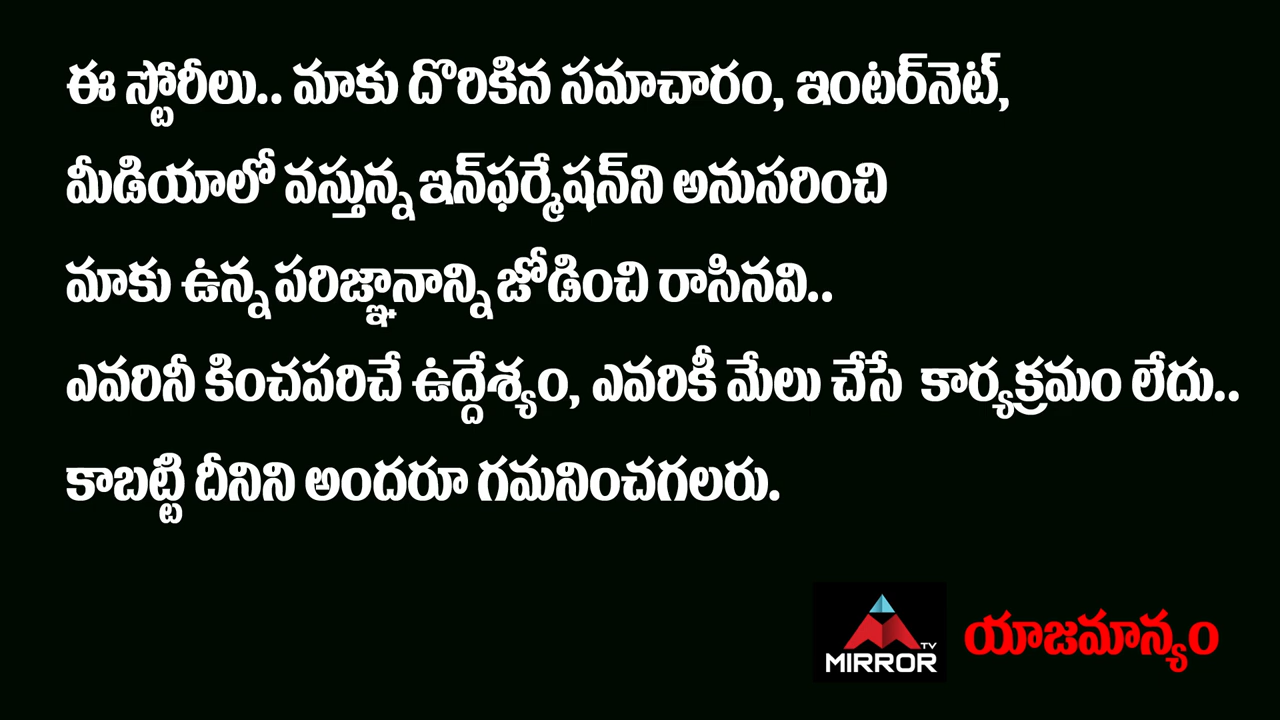 ఈ స్టోరీలు.. మాకు దొరికిన సమాచారం, ఇంటర్‌నెట్,
మీడియాలో వస్తున్న ఇన్‌ఫర్మేషన్‌ని అనుసరించి
మాకు ఉన్న పరిజ్ఞానాన్ని జోడించి రాసినవి..
ఎవరినీ కించపరిచే ఉద్దేశ్యం, ఎవరికీ మేలు చేసే కార్యక్రమం లేదు..
కాబట్టి దీనిని అందరూ గమనించగలరు.
MIRROR TV
యాజమాన్యం